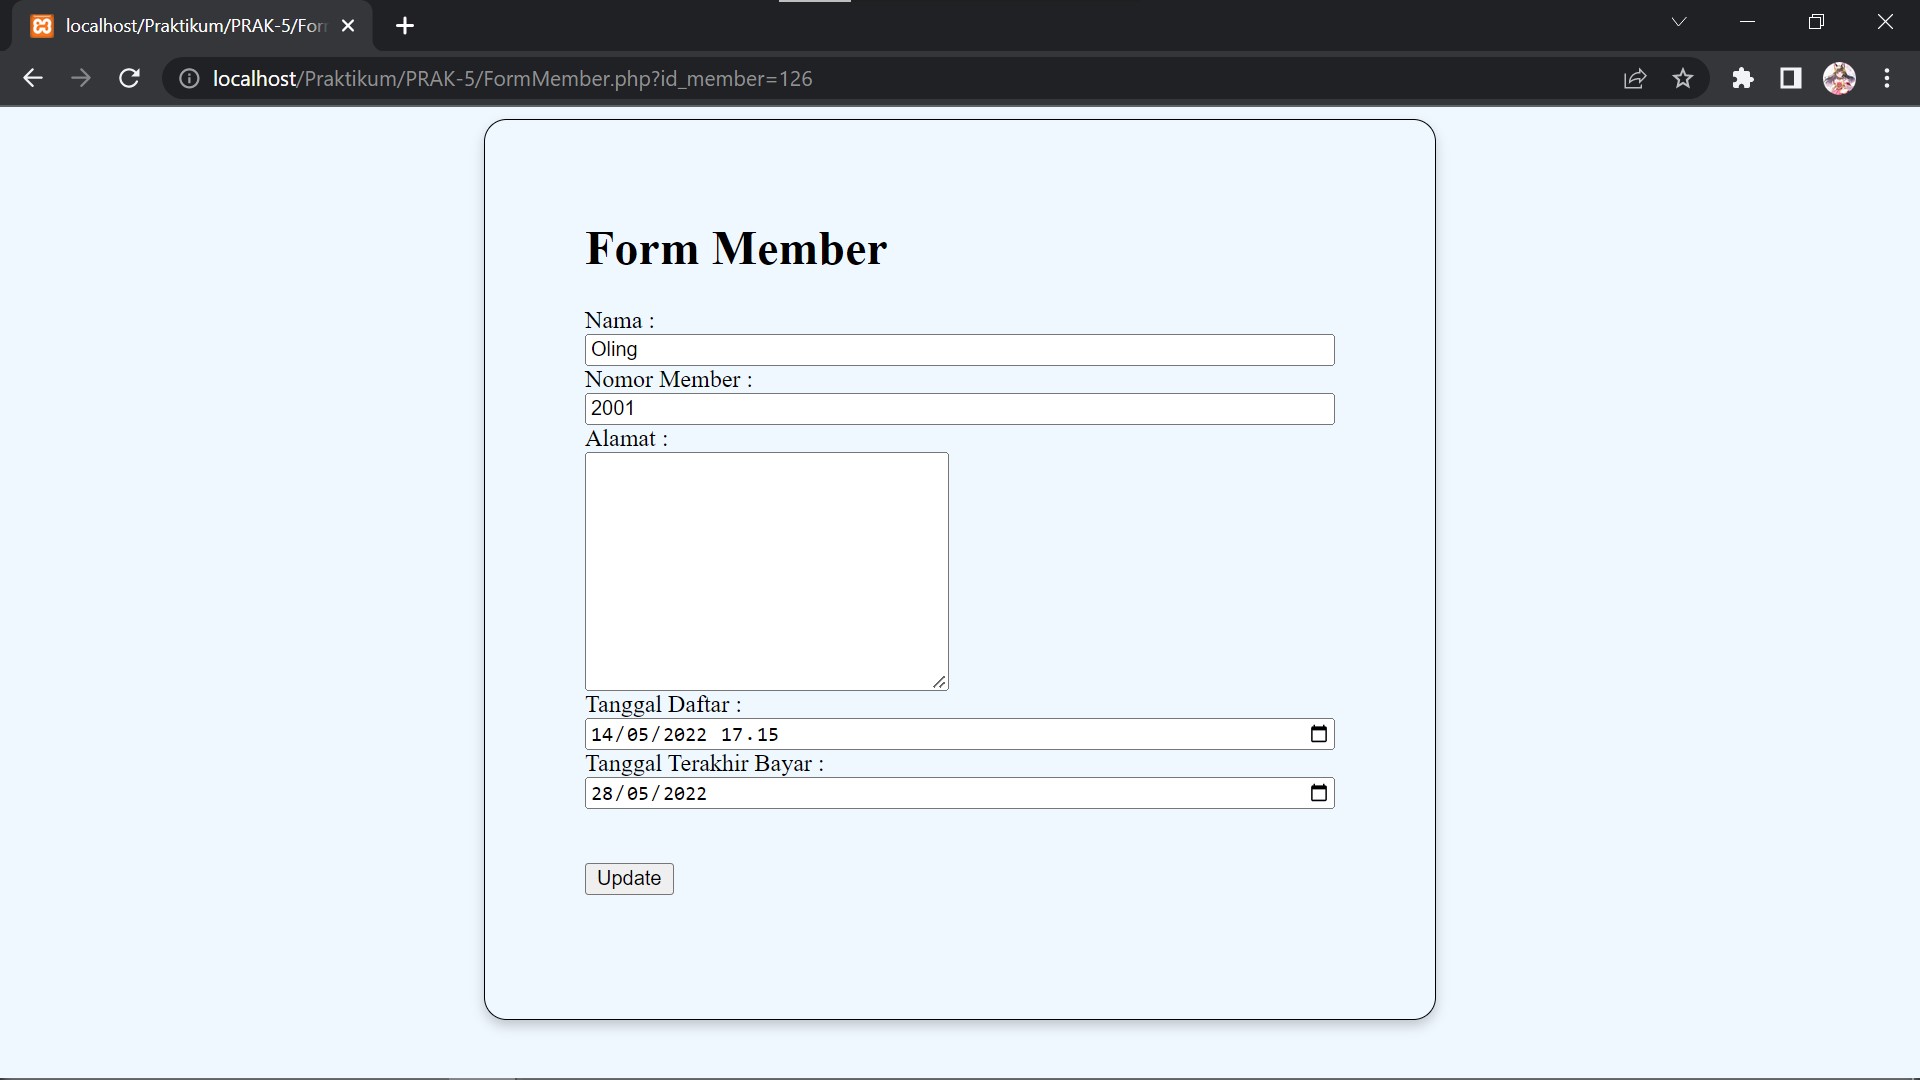 localhost/Praktikum/PRAK-5/For
localhost/Praktikum/PRAK-5/FormMember.php?id_member=126
Form Member
Nama :
Oling
Nomor Member :
2001
Alamat :
Tanggal Daftar :
14/05/2022 17.15
Tanggal Terakhir Bayar :
28/05/2022
Update